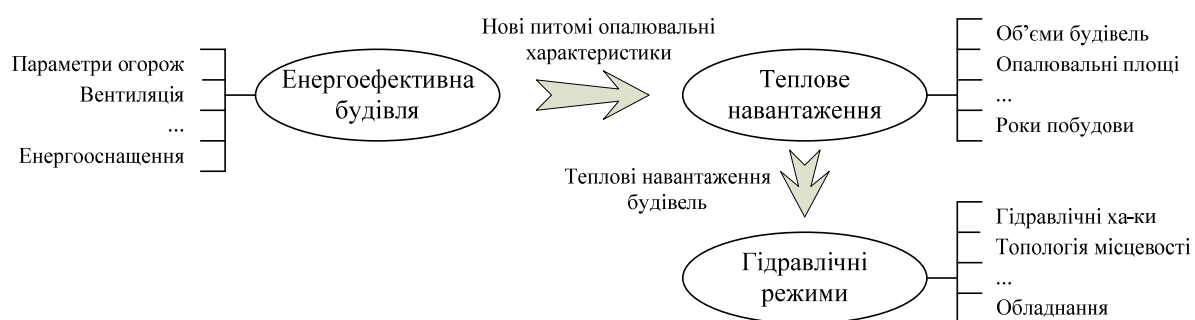 Параметри огорож
Вентиляція
...
Енергооснащення
Енергоефективна
будівля
Нові питомі опалювальні
характеристики
Теплове
навантаження
Об’єми будівель
Опалювальні площі
...
Роки побудови
Теплові навантаження
будівель
Гідравлічні
режими
Гідравлічні ха-ки
Топологія місцевості
...
Обладнання